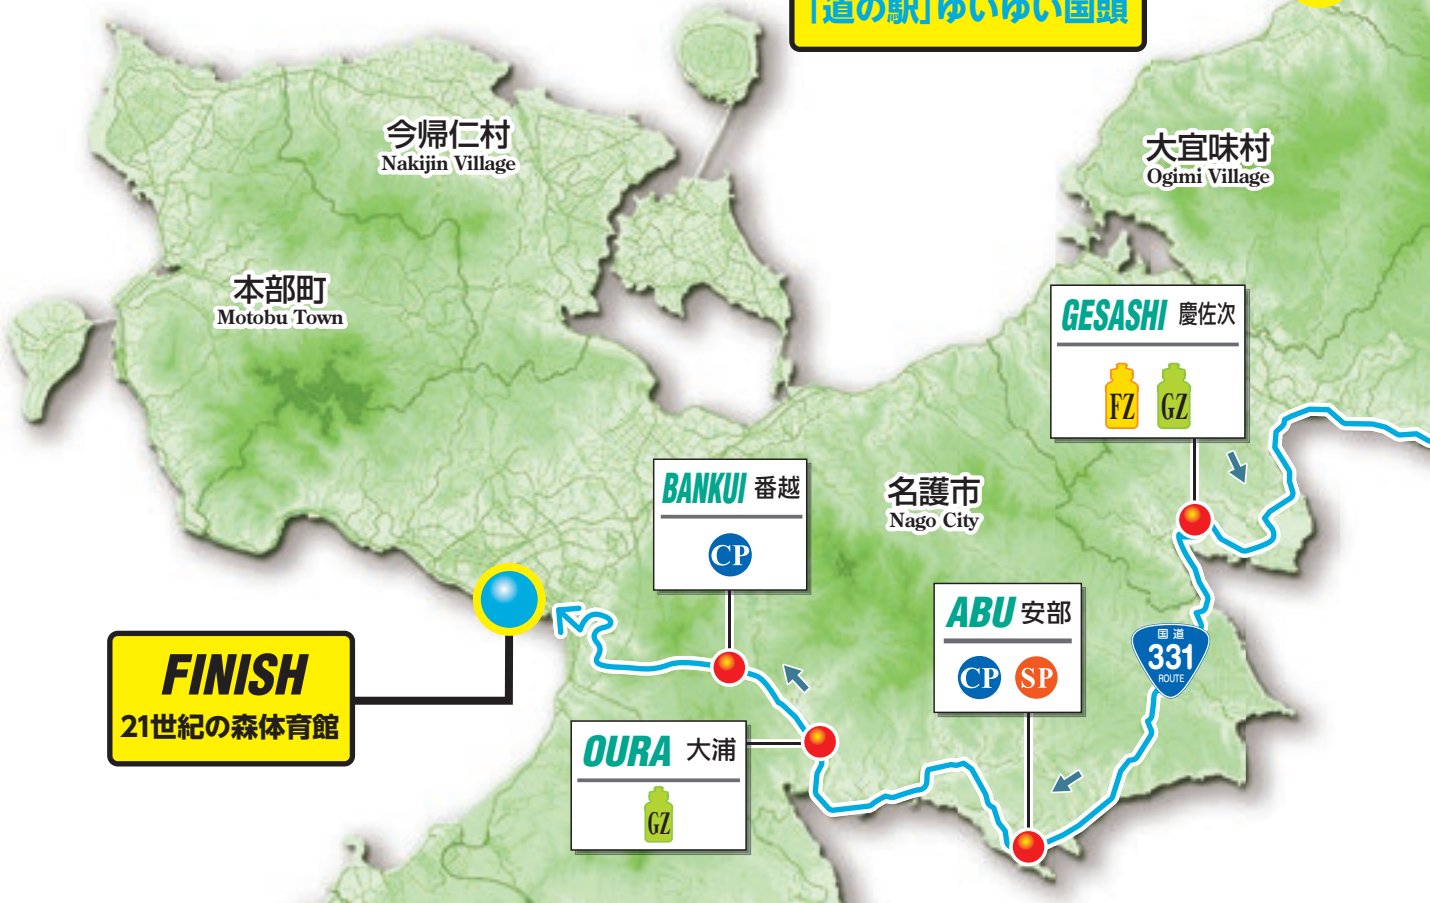 「道の駅」ゆいゆい国頭
今帰仁村
Nakijin Village
大宜味村
Ogimi Village
本部町
Motobu Town
GESASHI 慶佐次
FZ GZ
BANKUI 番越
CP
名護市
Nago City
ABU 安部
CP SP
国道
331
ROUTE
FINISH
21世紀の森体育館
OURA 大浦
GZ